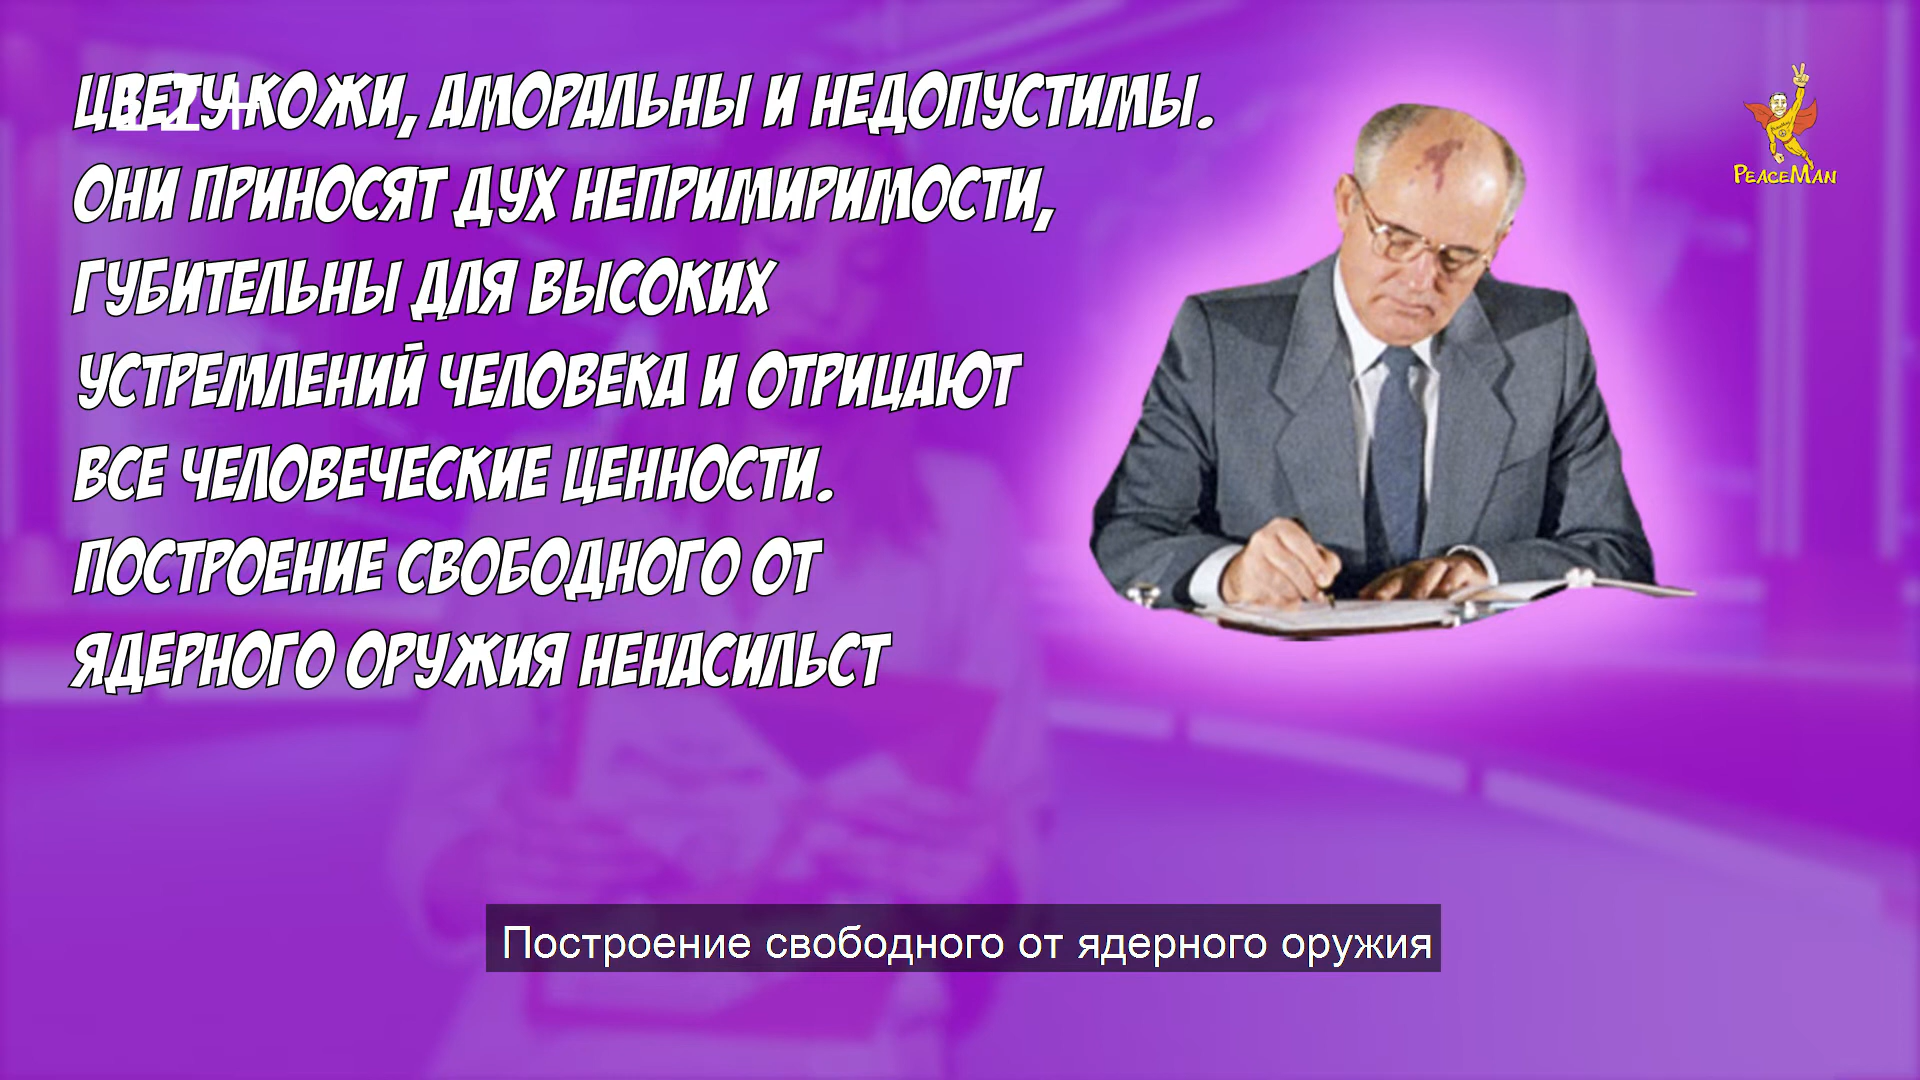 ЦВЕТУ КОЖИ, АМОРАЛЬНЫ И НЕДОПУСТИМЫ.
12+
ОНИ ПРИНОСЯТ ДУХ НЕПРИМИРИМОСТИ,
ГУБИТЕЛЬНЫ ДЛЯ ВЫСОКИХ
УСТРЕМЛЕНИЙ ЧЕЛОВЕКА И ОТРИЦАЮТ
ВСЕ ЧЕЛОВЕЧЕСКИЕ ЦЕННОСТИ.
ПОСТРОЕНИЕ СВОБОДНОГО ОТ
ЯДЕРНОГО ОРУЖИЯ НЕНАСИЛЬСТ
PEACEMAN
Построение свободного от ядерного оружия